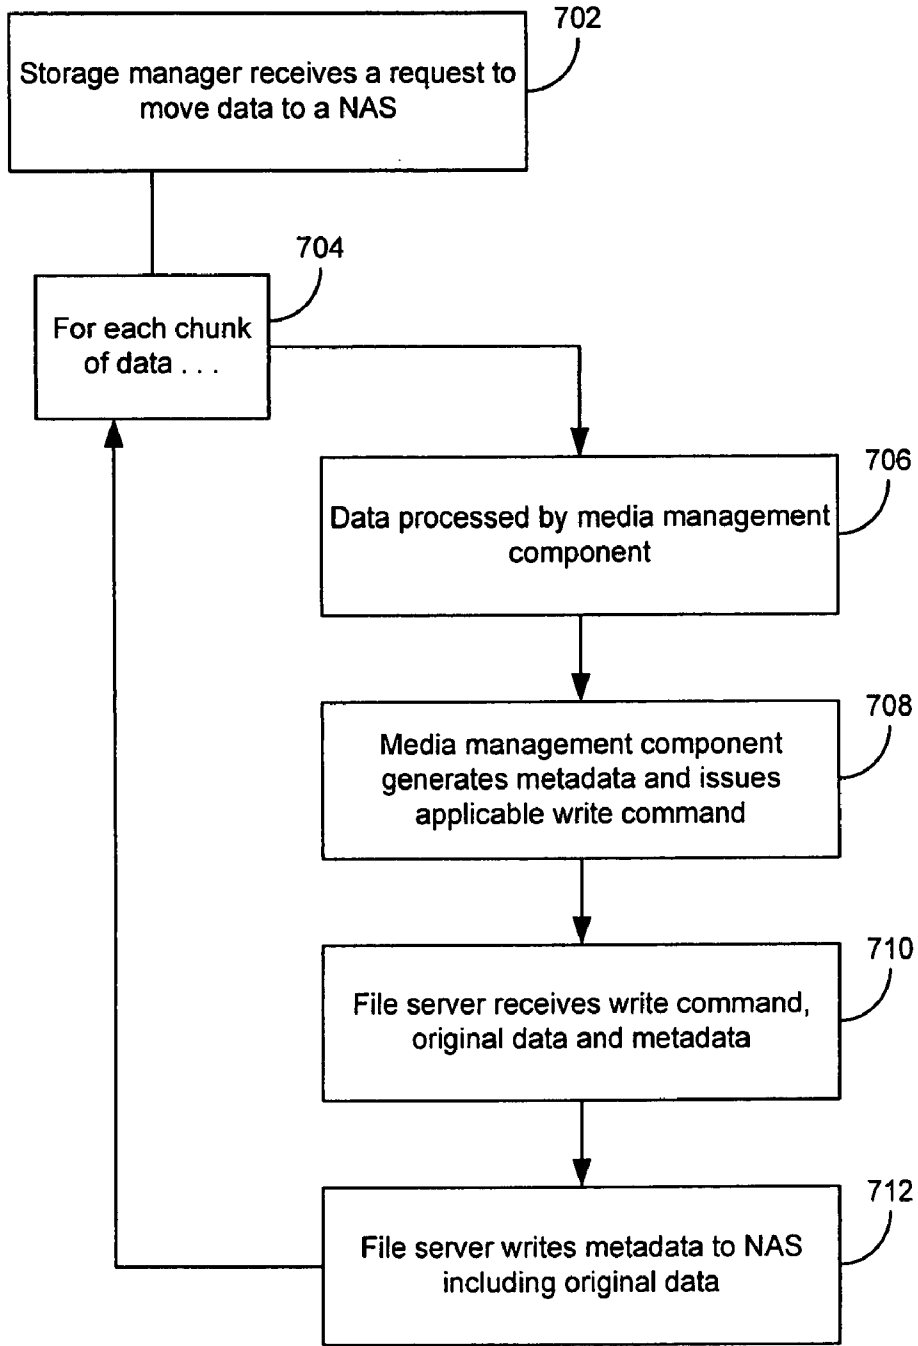 702
Storage manager receives a request to
move data to a NAS
704
For each chunk
of data . . .
706
Data processed by media management
component
708
Media management component
generates metadata and issues
applicable write command
710
File server receives write command,
original data and metadata
712
File server writes metadata to NAS
including original data